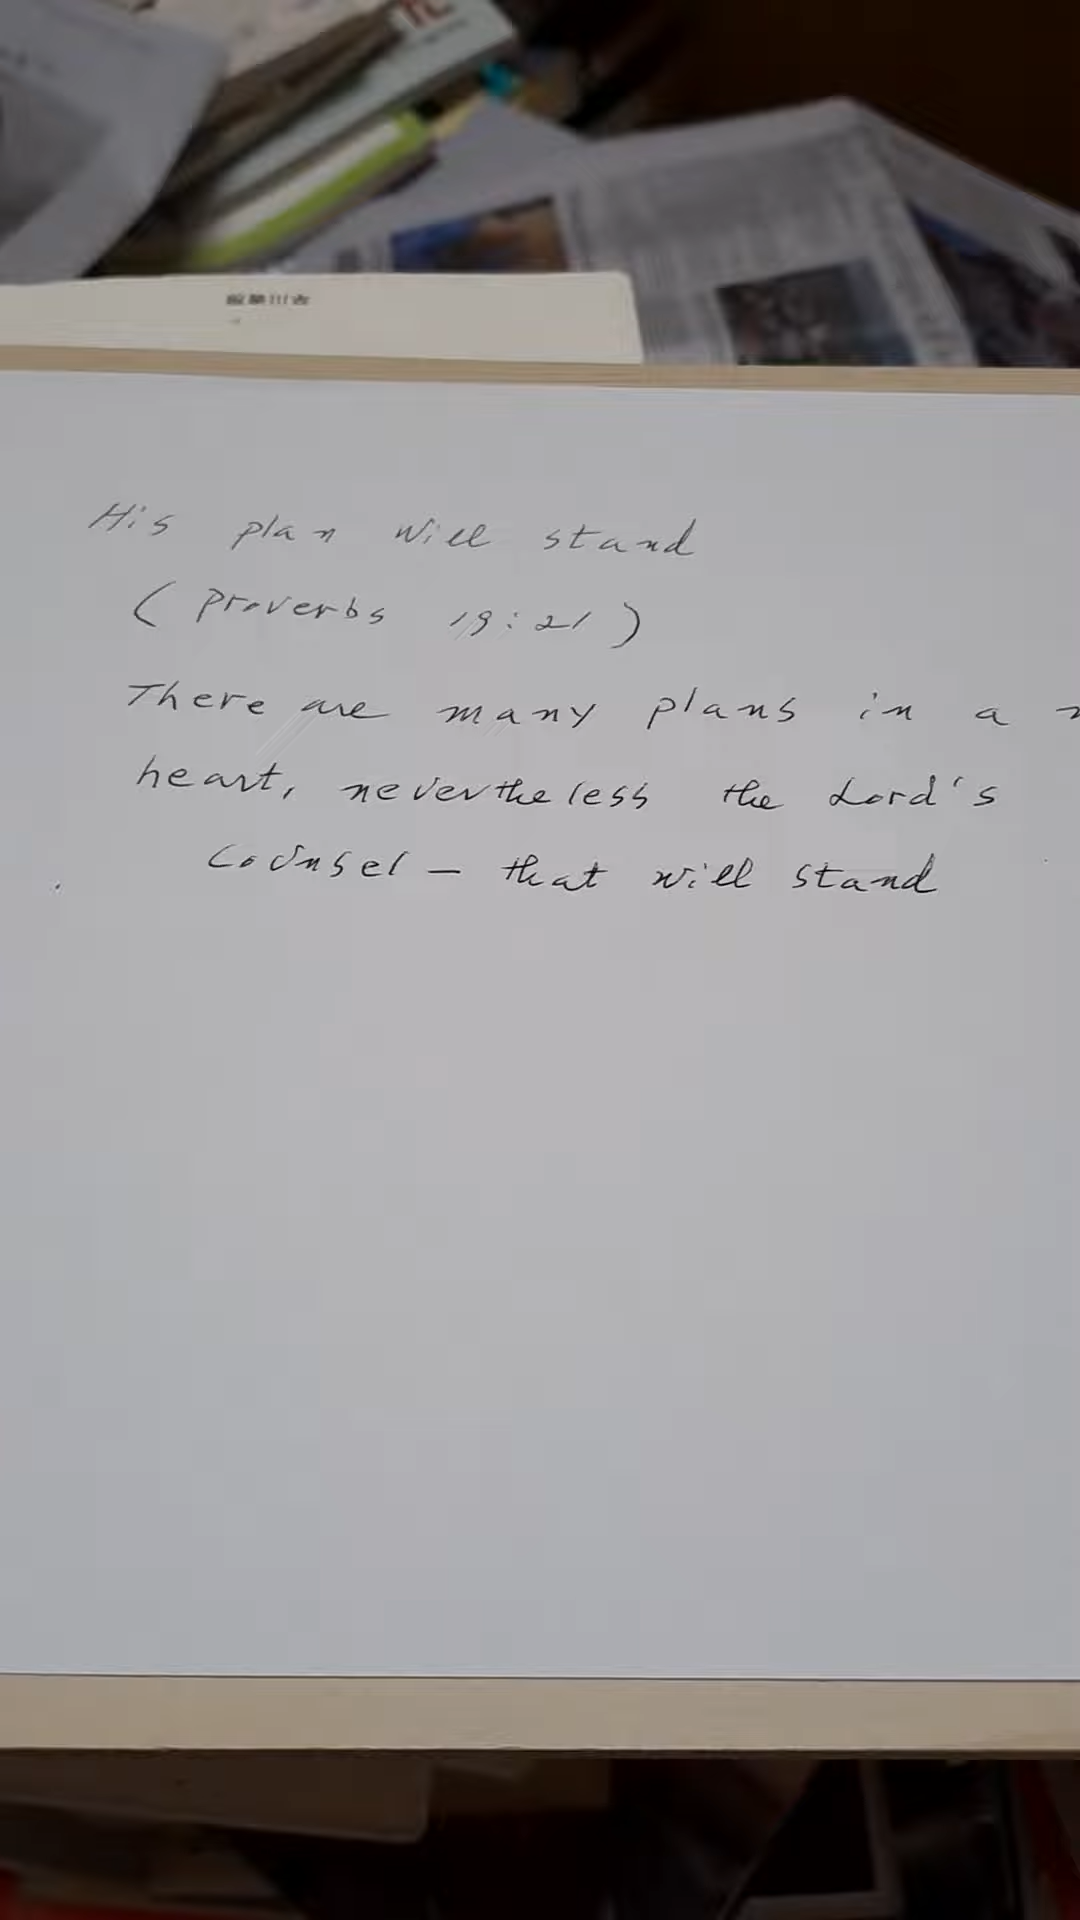 His plan will stand
(Proverbs 19:21)
There are many plans in a
heart, nevertheless the Lord's
counsel — that will stand